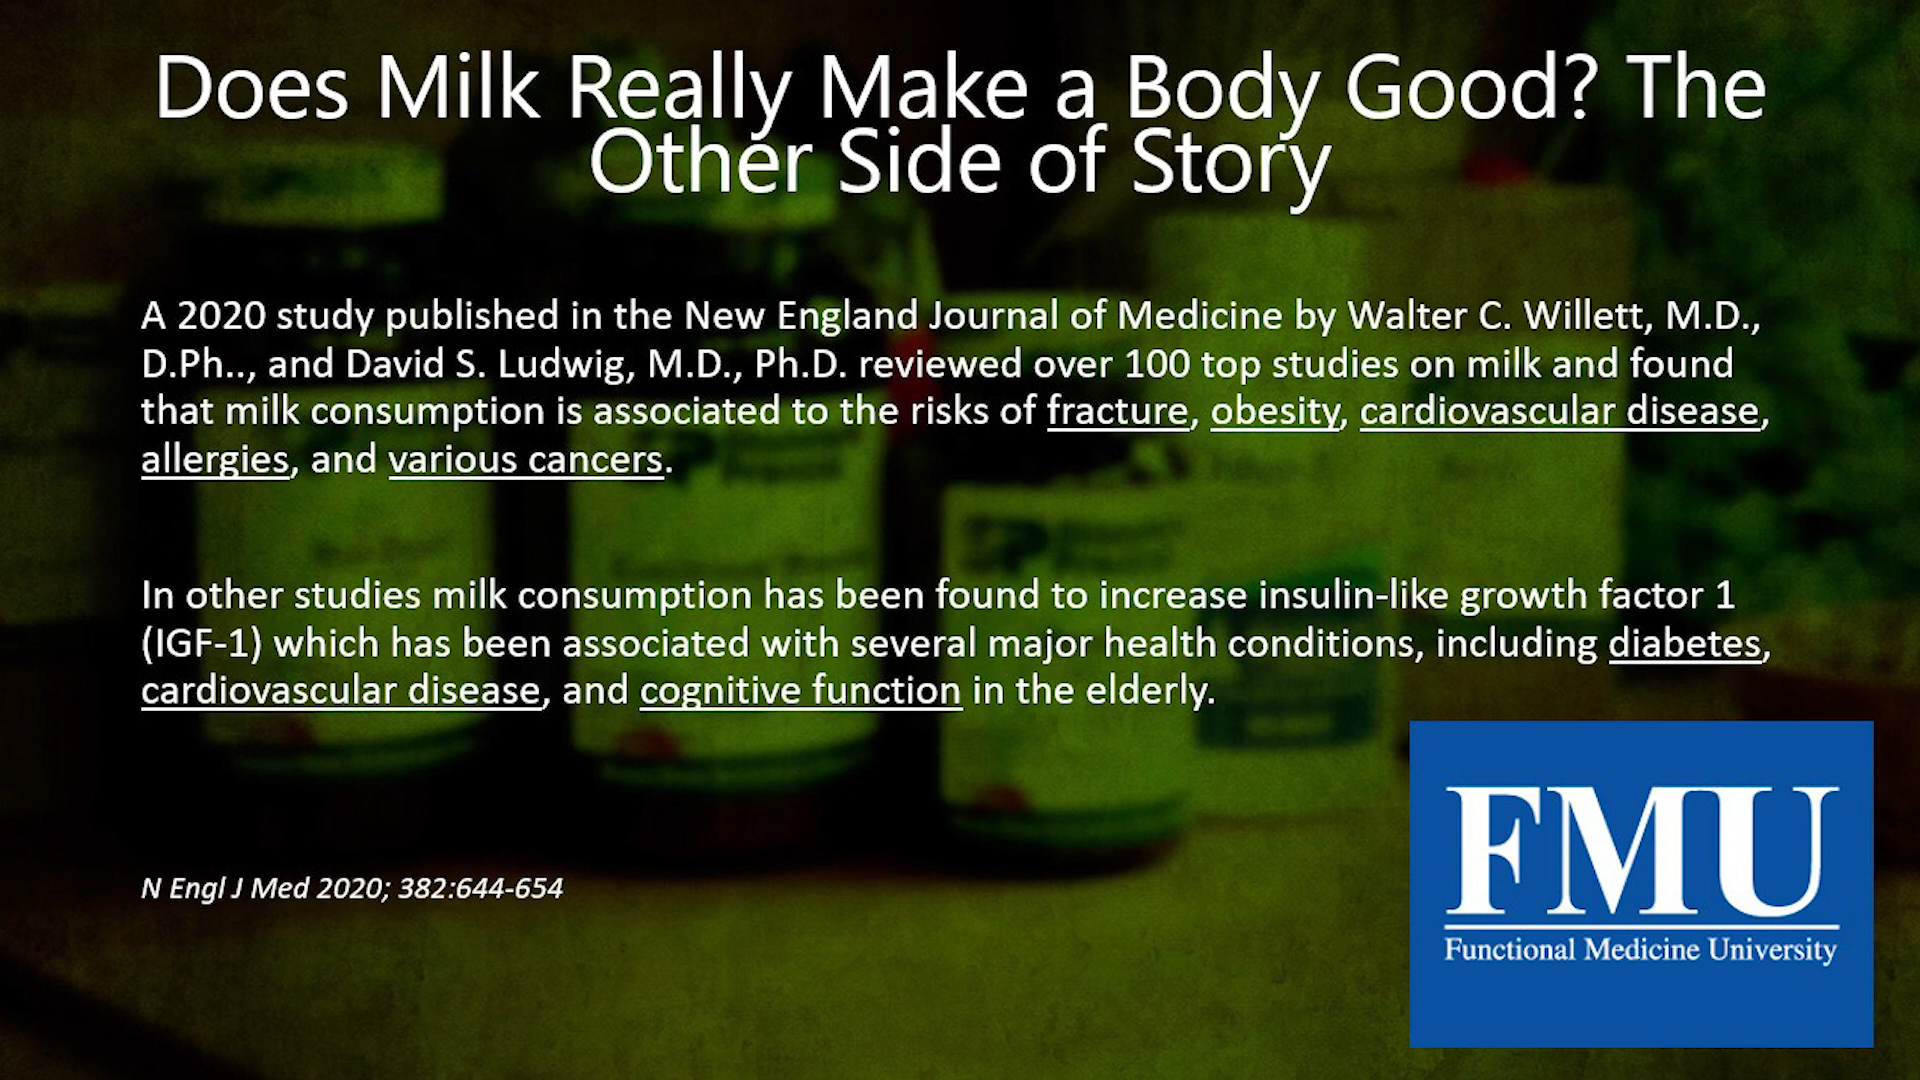 Does Milk Really Make a Body Good? The
Other Side of Story
A 2020 study published in the New England Journal of Medicine by Walter C. Willett, M.D.,
D.Ph.., and David S. Ludwig, M.D., Ph.D. reviewed over 100 top studies on milk and found
that milk consumption is associated to the risks of fracture, obesity, cardiovascular disease,
allergies, and various cancers.
In other studies milk consumption has been found to increase insulin-like growth factor 1
(IGF-1) which has been associated with several major health conditions, including diabetes,
cardiovascular disease, and cognitive function in the elderly.
N Engl J Med 2020; 382:644-654
FMU
Functional Medicine University